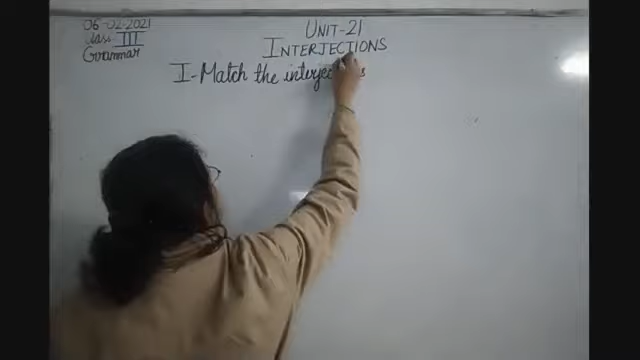 06-02-2021
Class III
Grammar
UNIT-21
INTERJECTIONS
I-Match the